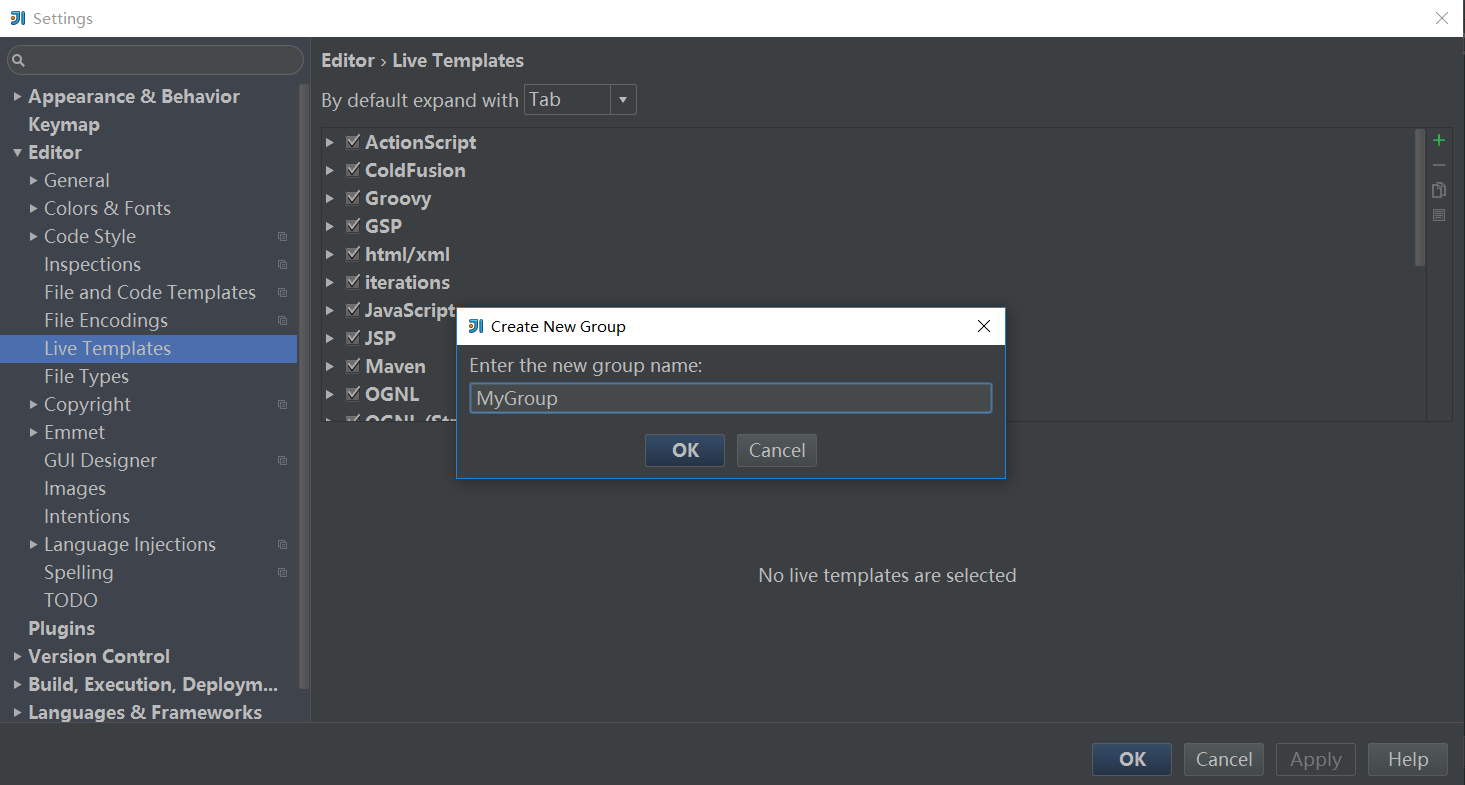 Settings
Appearance & Behavior
Keymap
Editor
General
Colors & Fonts
Code Style
Inspections
File and Code Templates
File Encodings
Live Templates
File Types
Copyright
Emmet
GUI Designer
Images
Intentions
Language Injections
Spelling
TODO
Plugins
Version Control
Build, Execution, Deploym...
Languages & Frameworks
Editor › Live Templates
By default expand with Tab
ActionScript
ColdFusion
Groovy
GSP
html/xml
iterations
JavaScript
JSP
Maven
OGNL
OGNL (Str
Create New Group
Enter the new group name:
MyGroup
OK Cancel
No live templates are selected
OK Cancel Apply Help